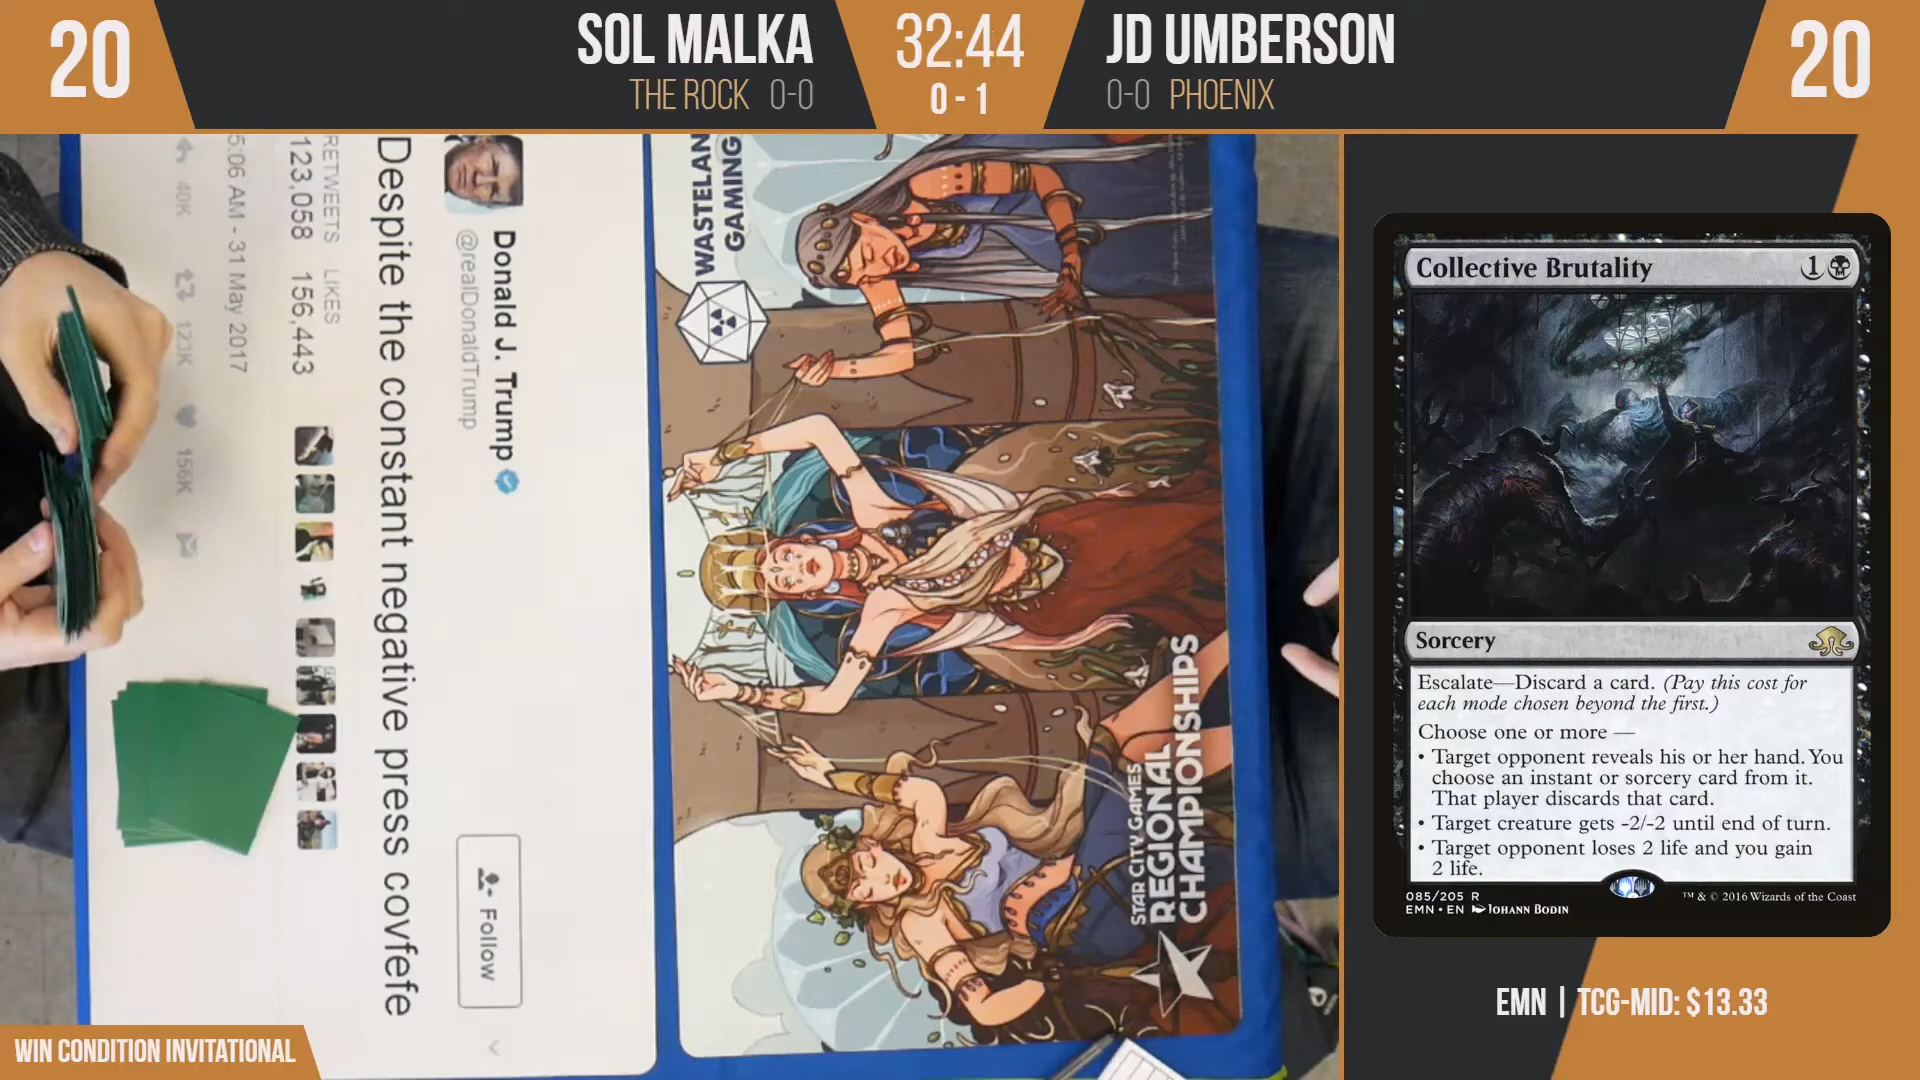 20
SOL MALKA
THE ROCK 0-0
32:44
0 - 1
JD UMBERSON
0-0 PHOENIX
20
Donald J. Trump
@realDonaldTrump
Follow
Despite the constant negative press covfefe
RETWEETS
123,058
LIKES
156,443
5:06 AM - 31 May 2017
40K
123K
156K
WASTELAN
GAMING
STAR CITY GAMES
REGIONAL
CHAMPIONSHIPS
Collective Brutality 1
Sorcery
Escalate—Discard a card. (Pay this cost for
each mode chosen beyond the first.)
Choose one or more —
• Target opponent reveals his or her hand. You
choose an instant or sorcery card from it.
That player discards that card.
• Target creature gets -2/-2 until end of turn.
• Target opponent loses 2 life and you gain
2 life.
085/205 R
EMN • EN JOHANN BODIN
™ & © 2016 Wizards of the Coast
EMN | TCG-MID: $13.33
WIN CONDITION INVITATIONAL